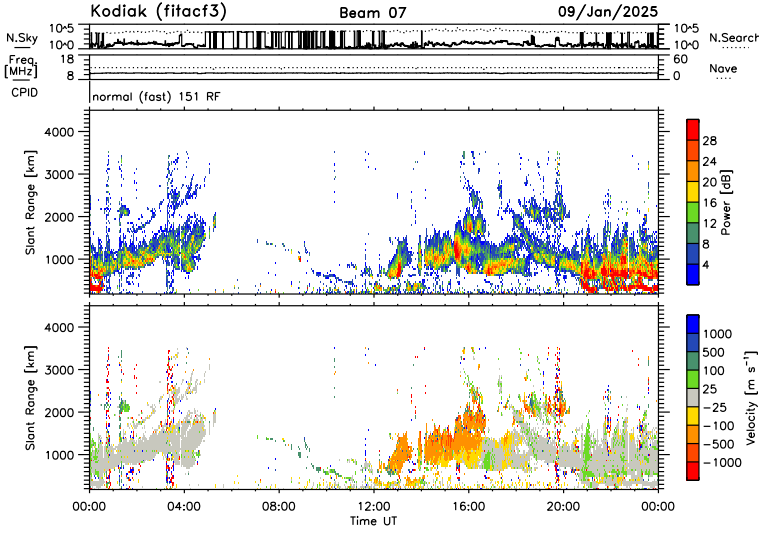 Kodiak (fitacf3) Beam 07 09/Jan/2025
N.Sky 10^5 10^0 10^5 10^0 N.Search
Freq. [MHz] 18 8 60 0 Nave
CPID normal (fast) 151 RF
Slant Range [km] 4000 3000 2000 1000
28 24 20 16 12 8 4 Power [dB]
Slant Range [km] 4000 3000 2000 1000
1000 500 100 25 -25 -100 -500 -1000 Velocity [m s^-1]
00:00 04:00 08:00 12:00 16:00 20:00 00:00
Time UT